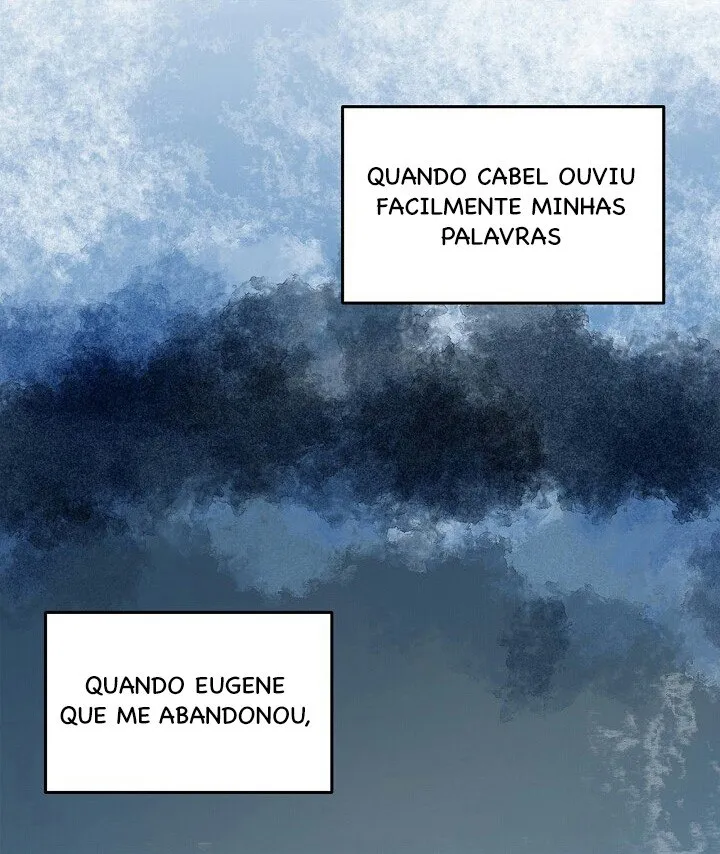 QUANDO CABEL OUVIU
FACILMENTE MINHAS
PALAVRAS
QUANDO EUGENE
QUE ME ABANDONOU,